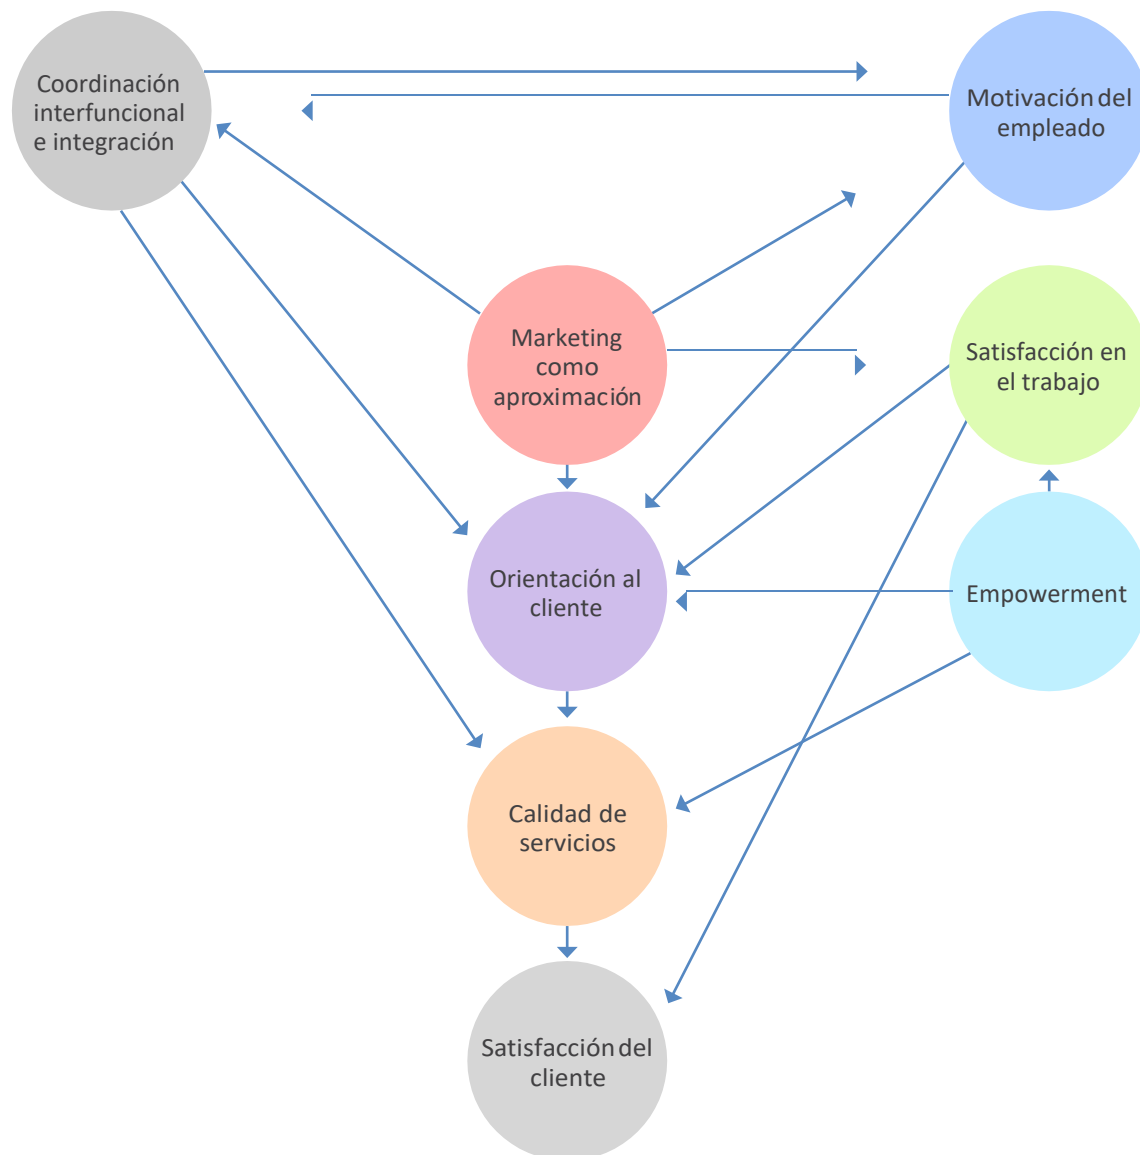 Coordinación
interfuncional
e integración
Motivación del
empleado
Marketing
como
aproximación
Satisfacción en
el trabajo
Orientación al
cliente
Empowerment
Calidad de
servicios
Satisfacción del
cliente